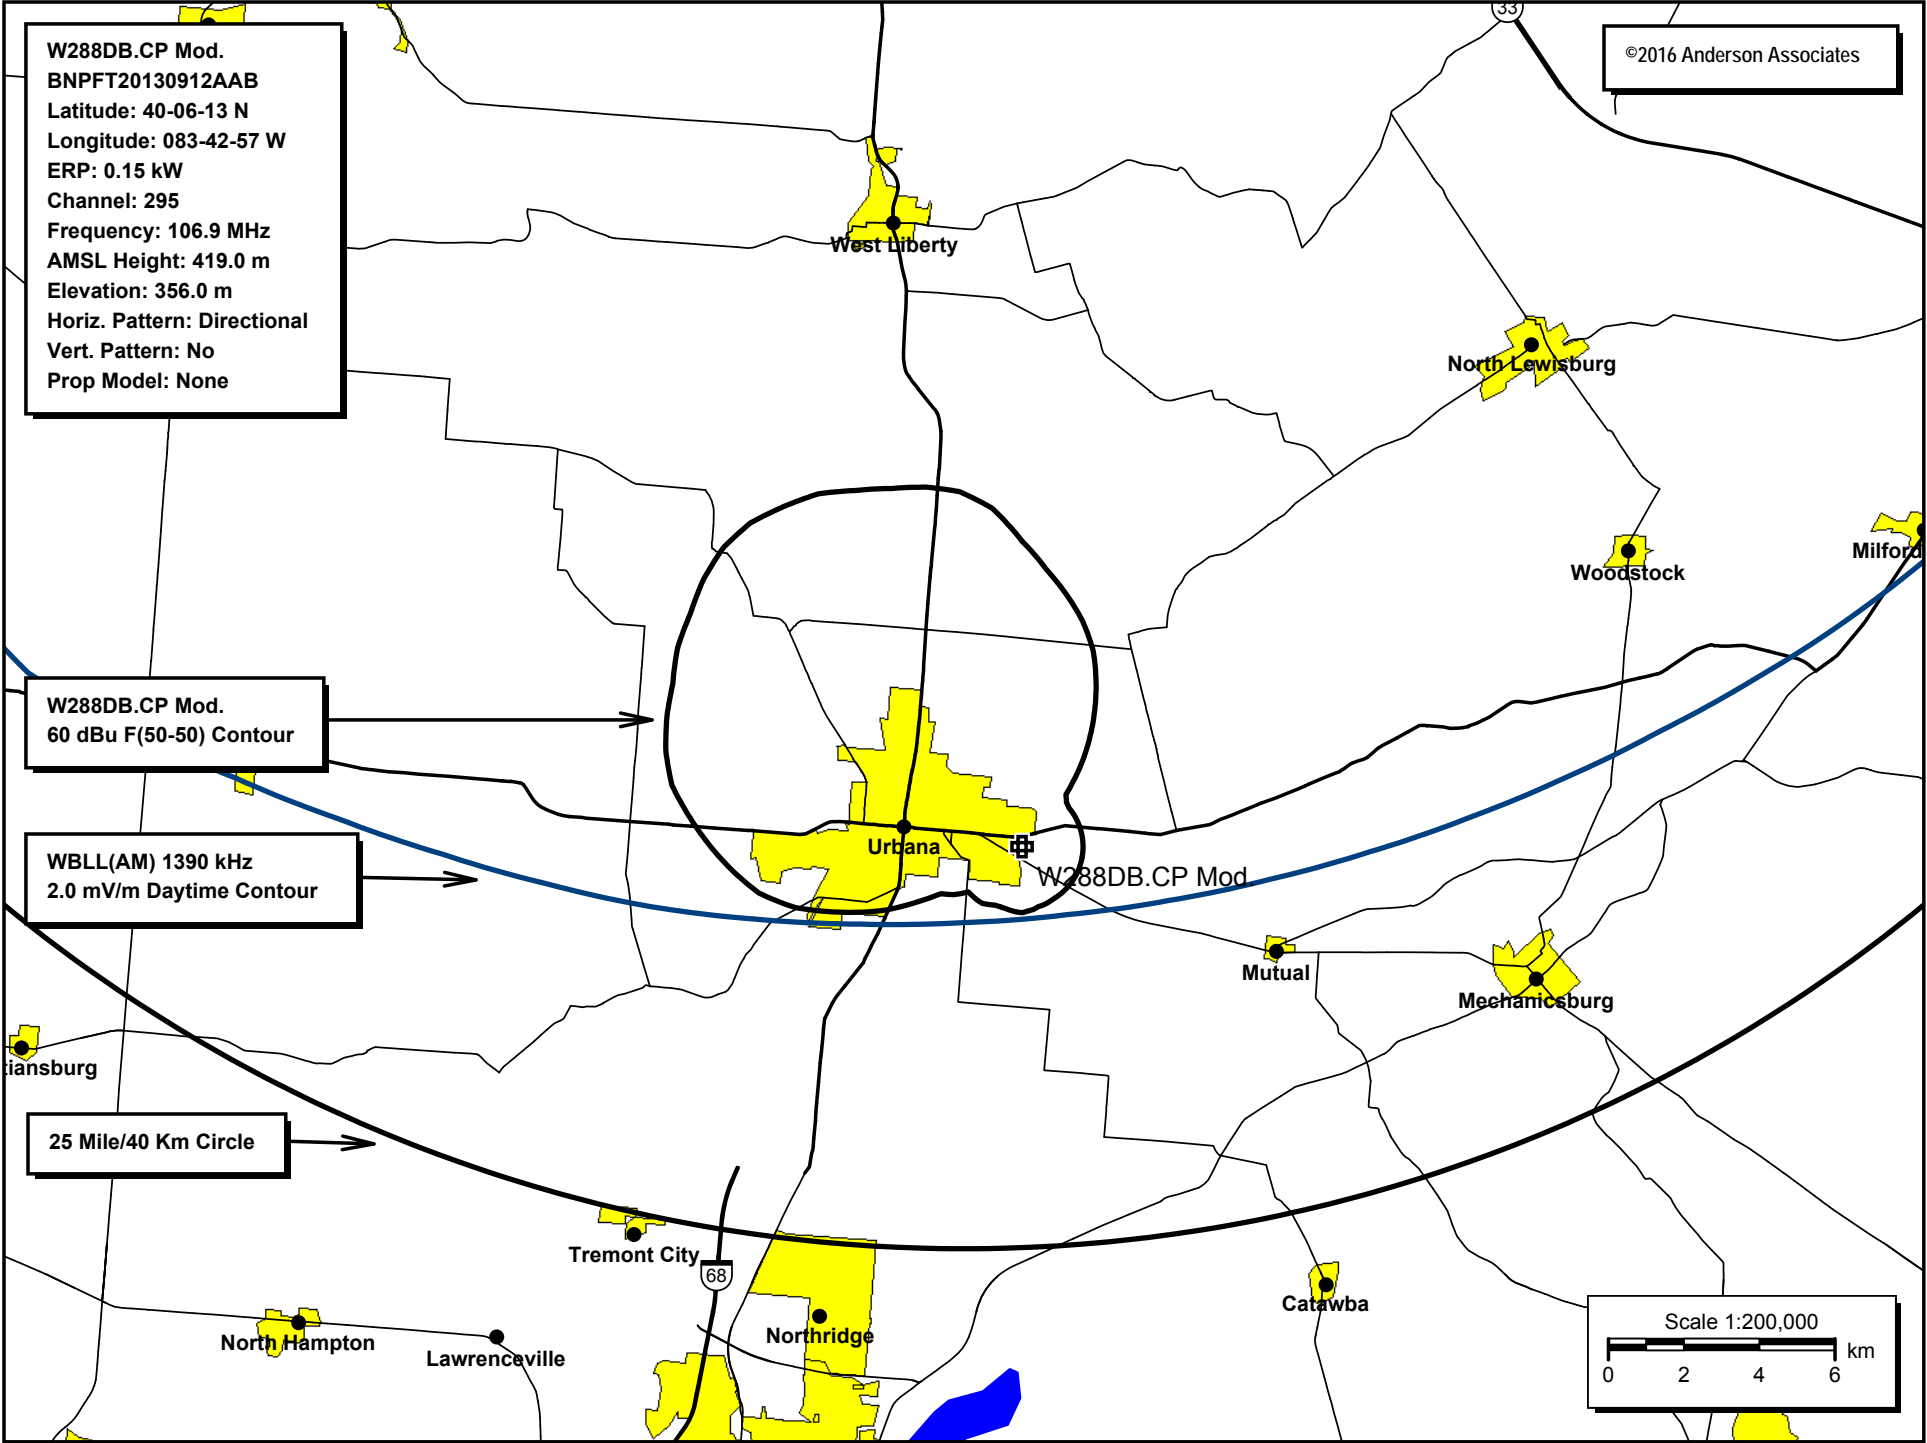 33
W288DB.CP Mod.
BNPFT20130912AAB
Latitude: 40-06-13 N
Longitude: 083-42-57 W
ERP: 0.15 kW
Channel: 295
Frequency: 106.9 MHz
AMSL Height: 419.0 m
Elevation: 356.0 m
Horiz. Pattern: Directional
Vert. Pattern: No
Prop Model: None
©2016 Anderson Associates
West Liberty
North Lewisburg
Milford
Woodstock
W288DB.CP Mod.
60 dBu F(50-50) Contour
Urbana
W288DB.CP Mod.
WBLL(AM) 1390 kHz
2.0 mV/m Daytime Contour
Mutual
Mechanicsburg
tiansburg
25 Mile/40 Km Circle
Tremont City
68
Catawba
North Hampton
Lawrenceville
Northridge
Scale 1:200,000
km
0 2 4 6